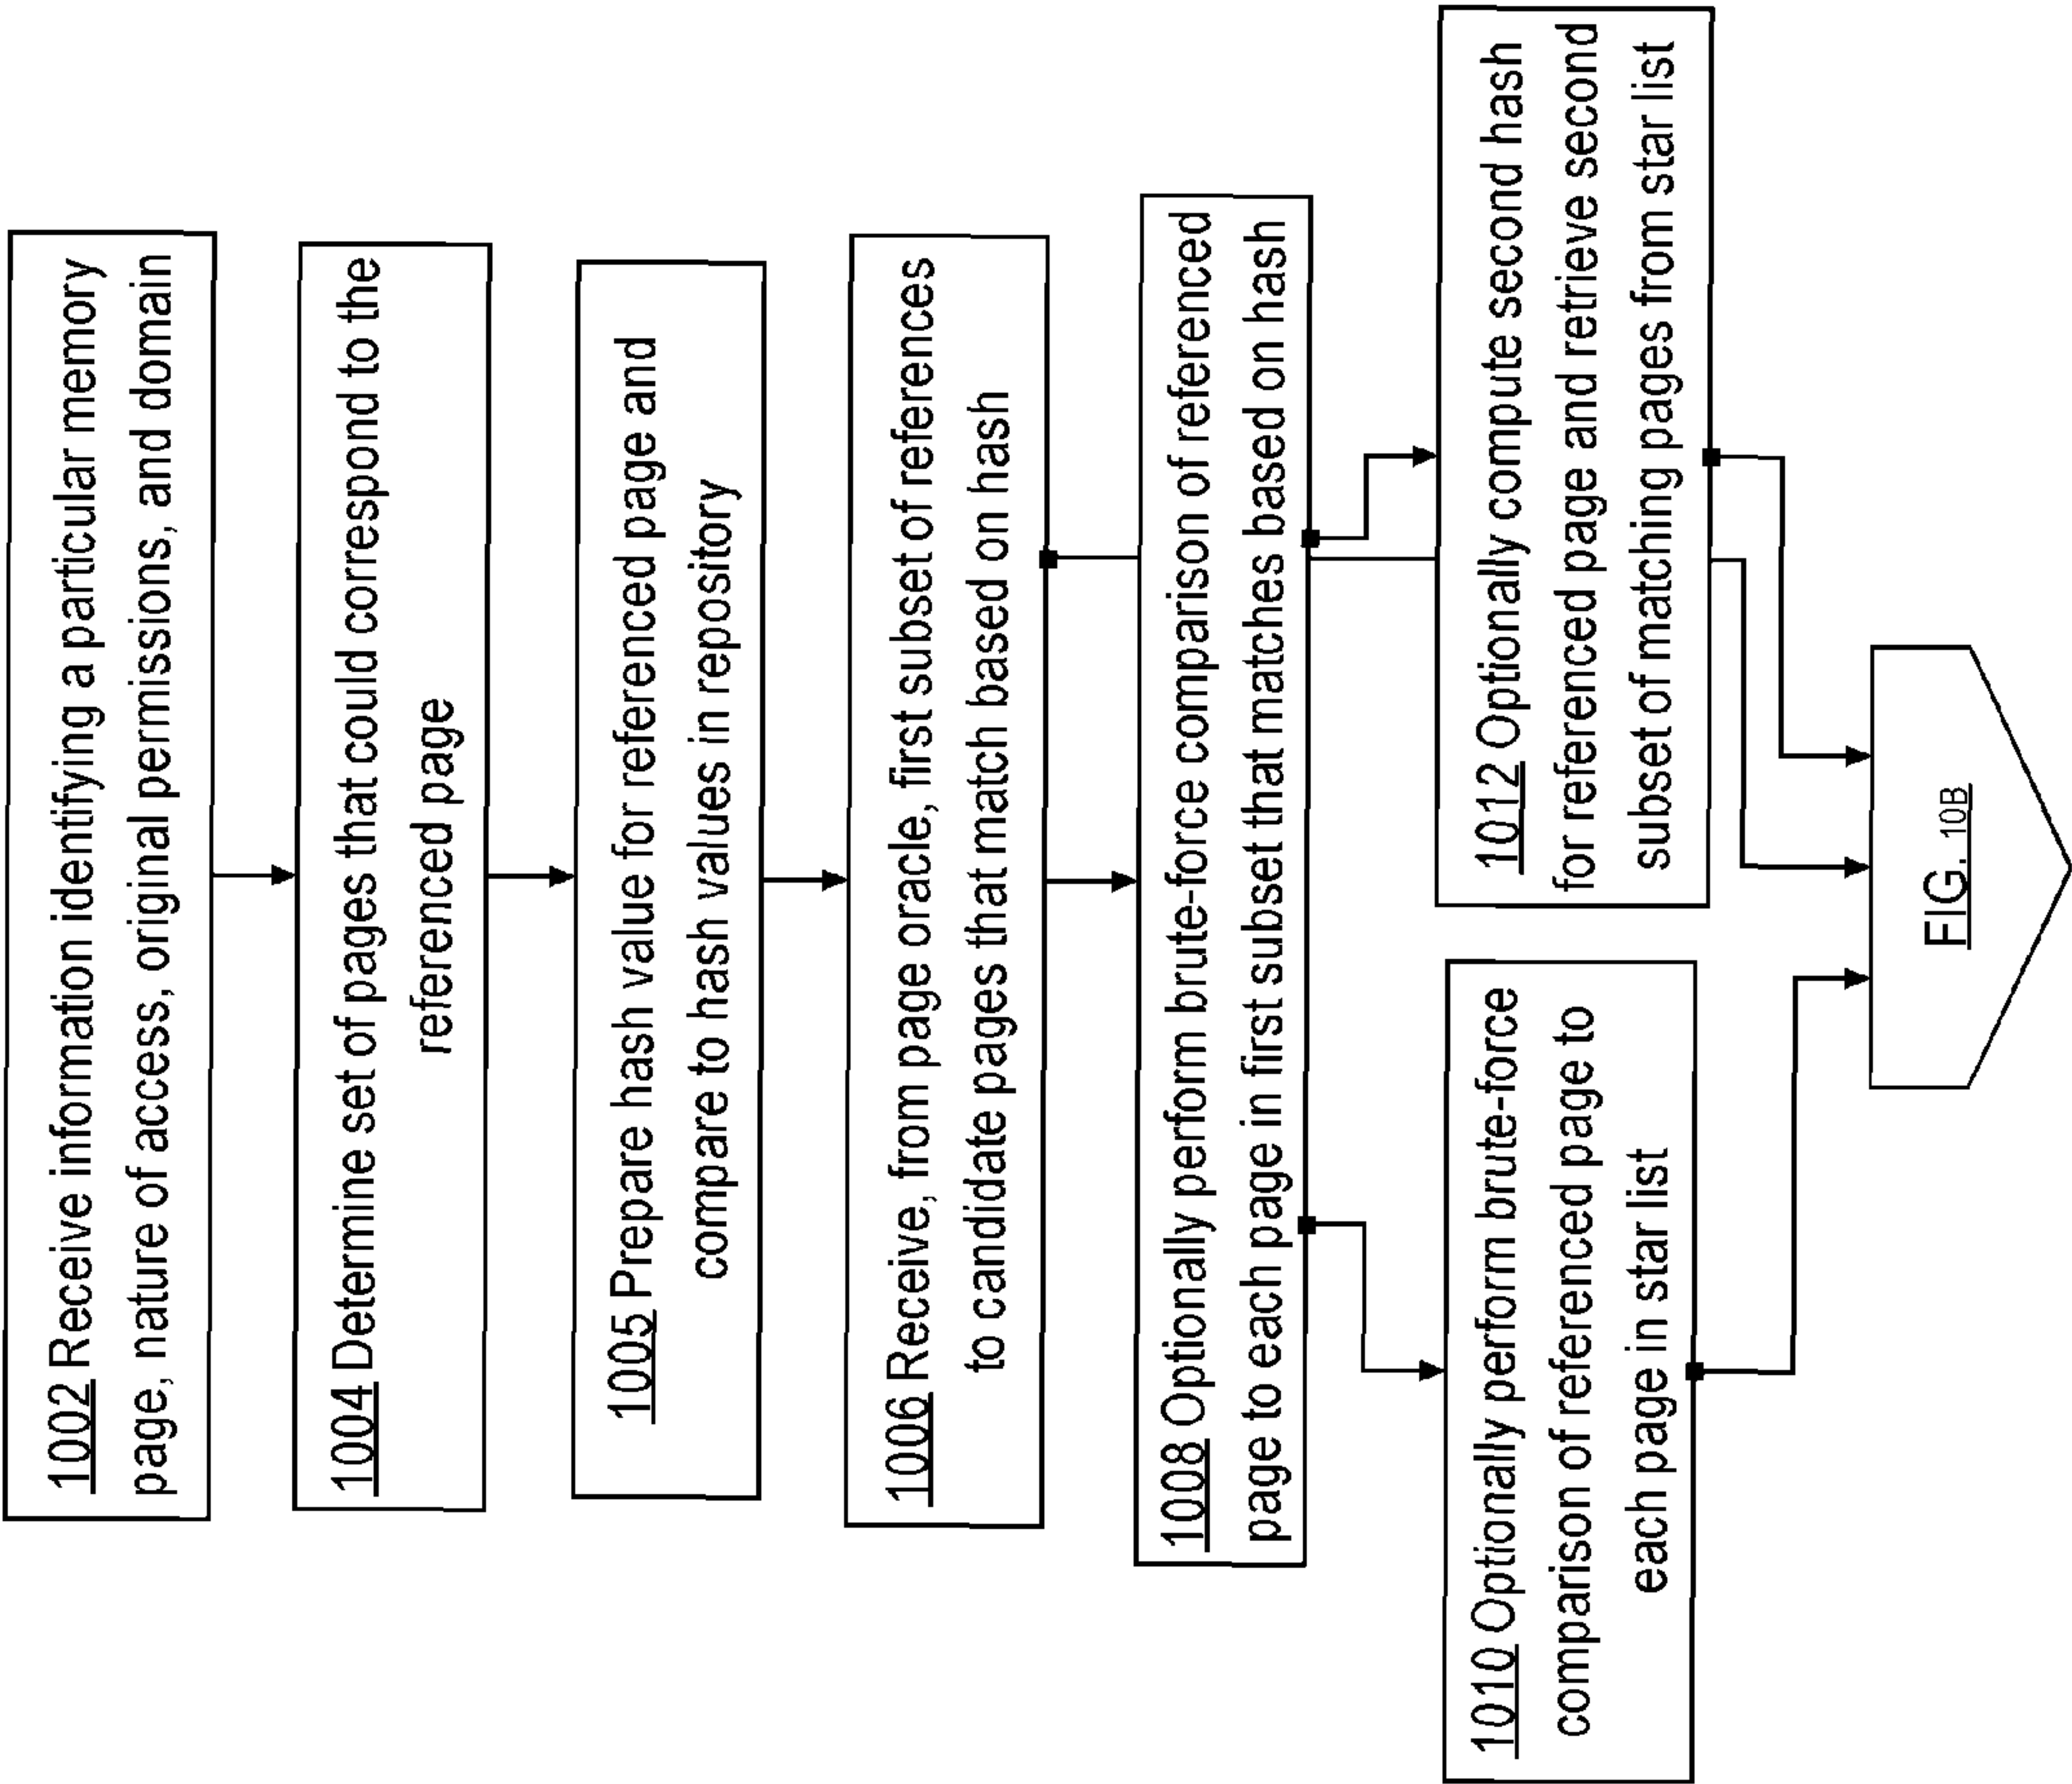 1002 Receive information identifying a particular memory
page, nature of access, original permissions, and domain
1004 Determine set of pages that could correspond to the
referenced page
1005 Prepare hash value for referenced page and
compare to hash values in repository
1006 Receive, from page oracle, first subset of references
to candidate pages that match based on hash
1008 Optionally perform brute-force comparison of referenced
page to each page in first subset that matches based on hash
1010 Optionally perform brute-force
comparison of referenced page to
each page in star list
1012 Optionally compute second hash
for referenced page and retrieve second
subset of matching pages from star list
FIG. 10B